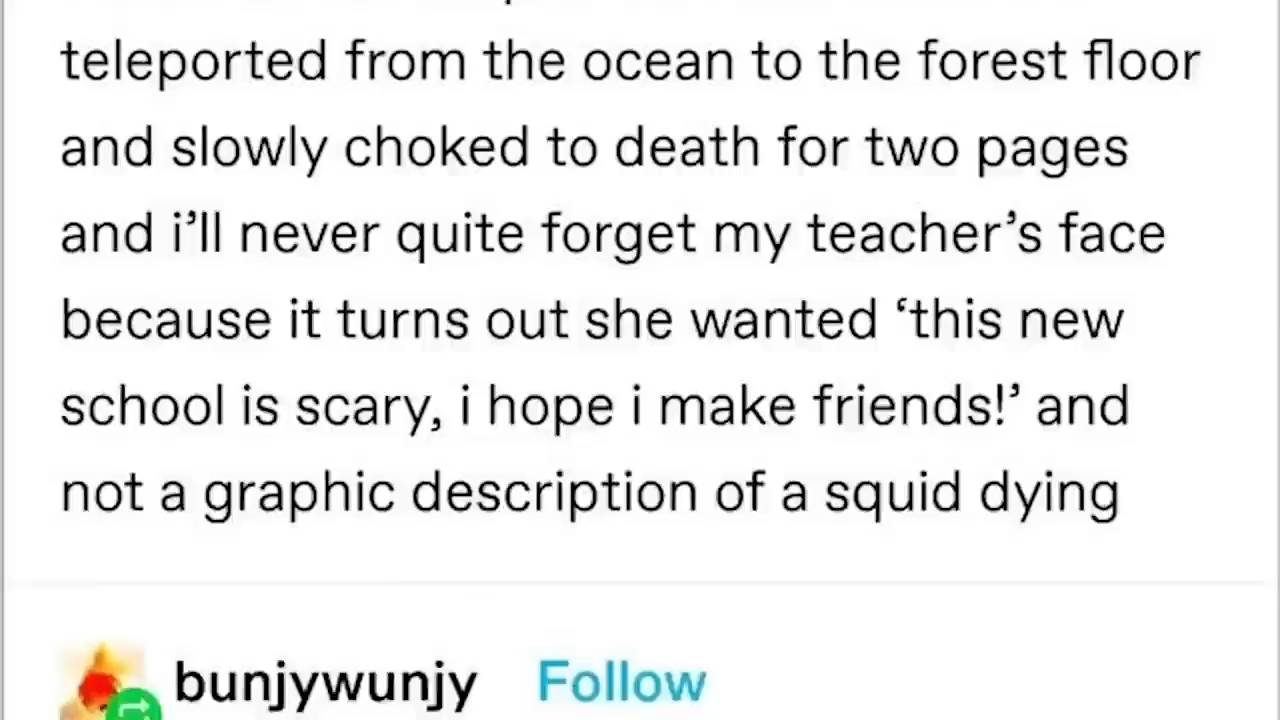 teleported from the ocean to the forest floor
and slowly choked to death for two pages
and i’ll never quite forget my teacher’s face
because it turns out she wanted ‘this new
school is scary, i hope i make friends!’ and
not a graphic description of a squid dying
bunjywunjy Follow